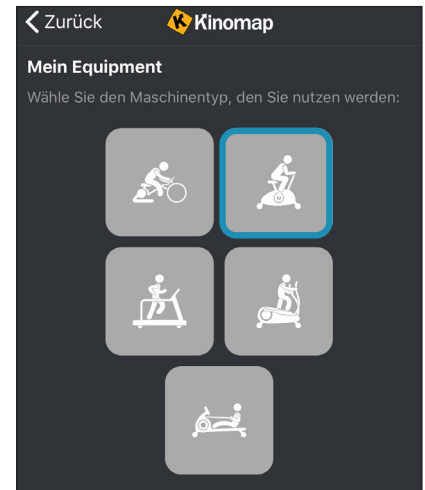 Zurück
Kinomap
Mein Equipment
Wähle Sie den Maschinentyp, den Sie nutzen werden: